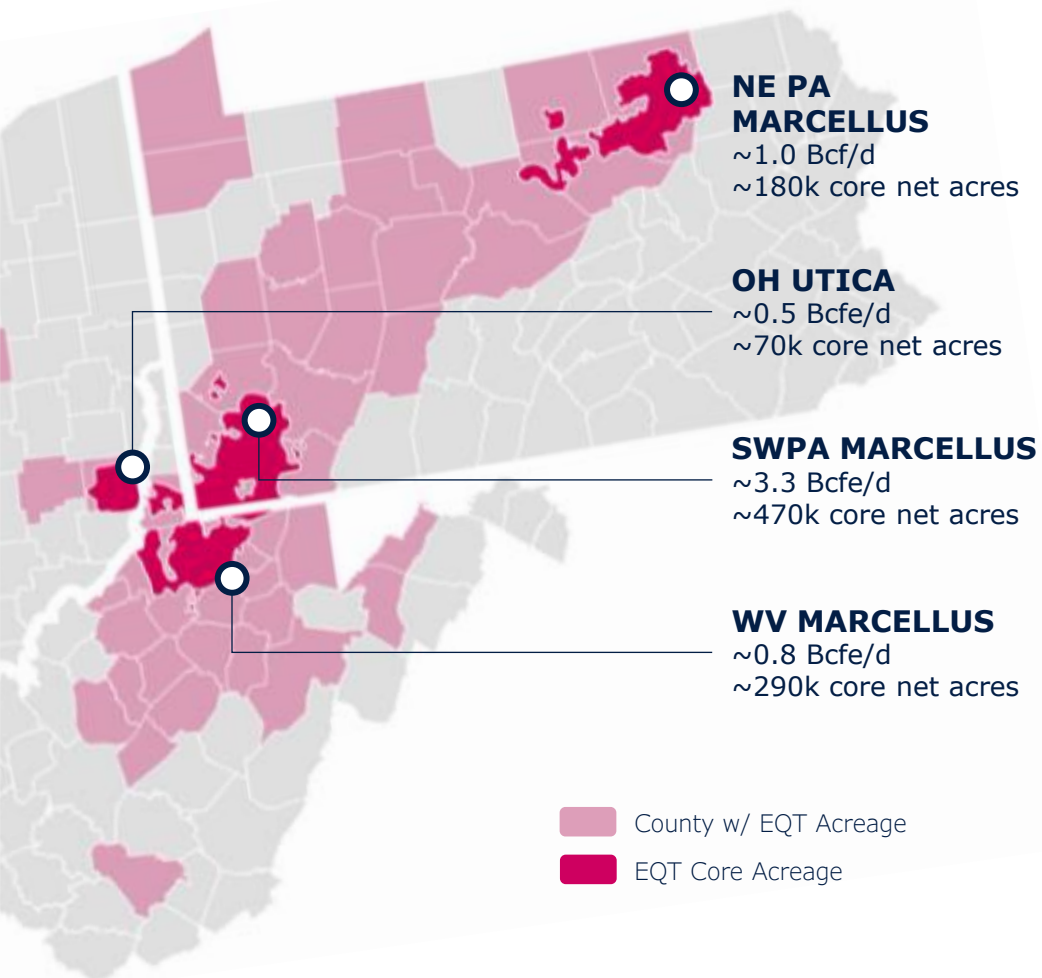 NE PA
MARCELLUS
~1.0 Bcf/d
~180k core net acres
OH UTICA
~0.5 Bcfe/d
~70k core net acres
SWPA MARCELLUS
~3.3 Bcfe/d
~470k core net acres
WV MARCELLUS
~0.8 Bcfe/d
~290k core net acres
County w/ EQT Acreage
EQT Core Acreage